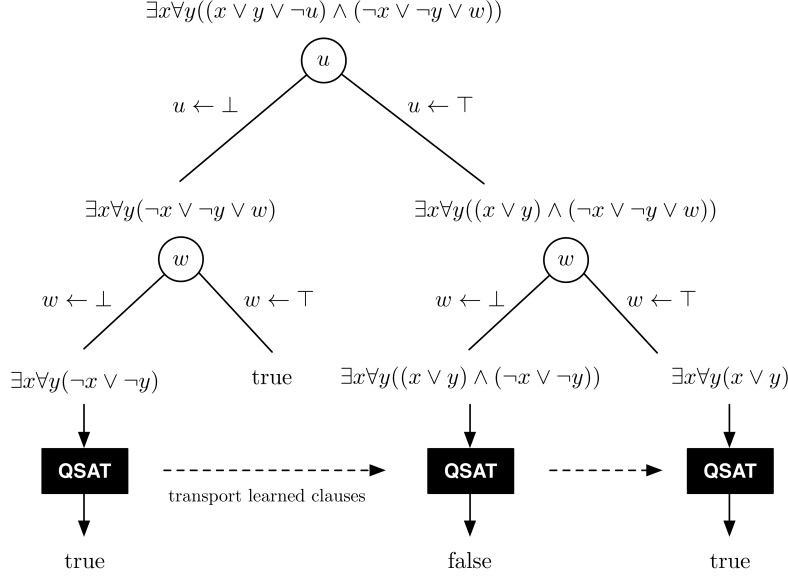 ∃x∀y((x ∨ y ∨ ¬u) ∧ (¬x ∨ ¬y ∨ w))
u
u ← ⊥
u ← ⊤
∃x∀y(¬x ∨ ¬y ∨ w)
∃x∀y((x ∨ y) ∧ (¬x ∨ ¬y ∨ w))
w
w
w ← ⊥
w ← ⊤
w ← ⊥
w ← ⊤
∃x∀y(¬x ∨ ¬y)
true
∃x∀y((x ∨ y) ∧ (¬x ∨ ¬y))
∃x∀y(x ∨ y)
QSAT
QSAT
QSAT
transport learned clauses
true
false
true